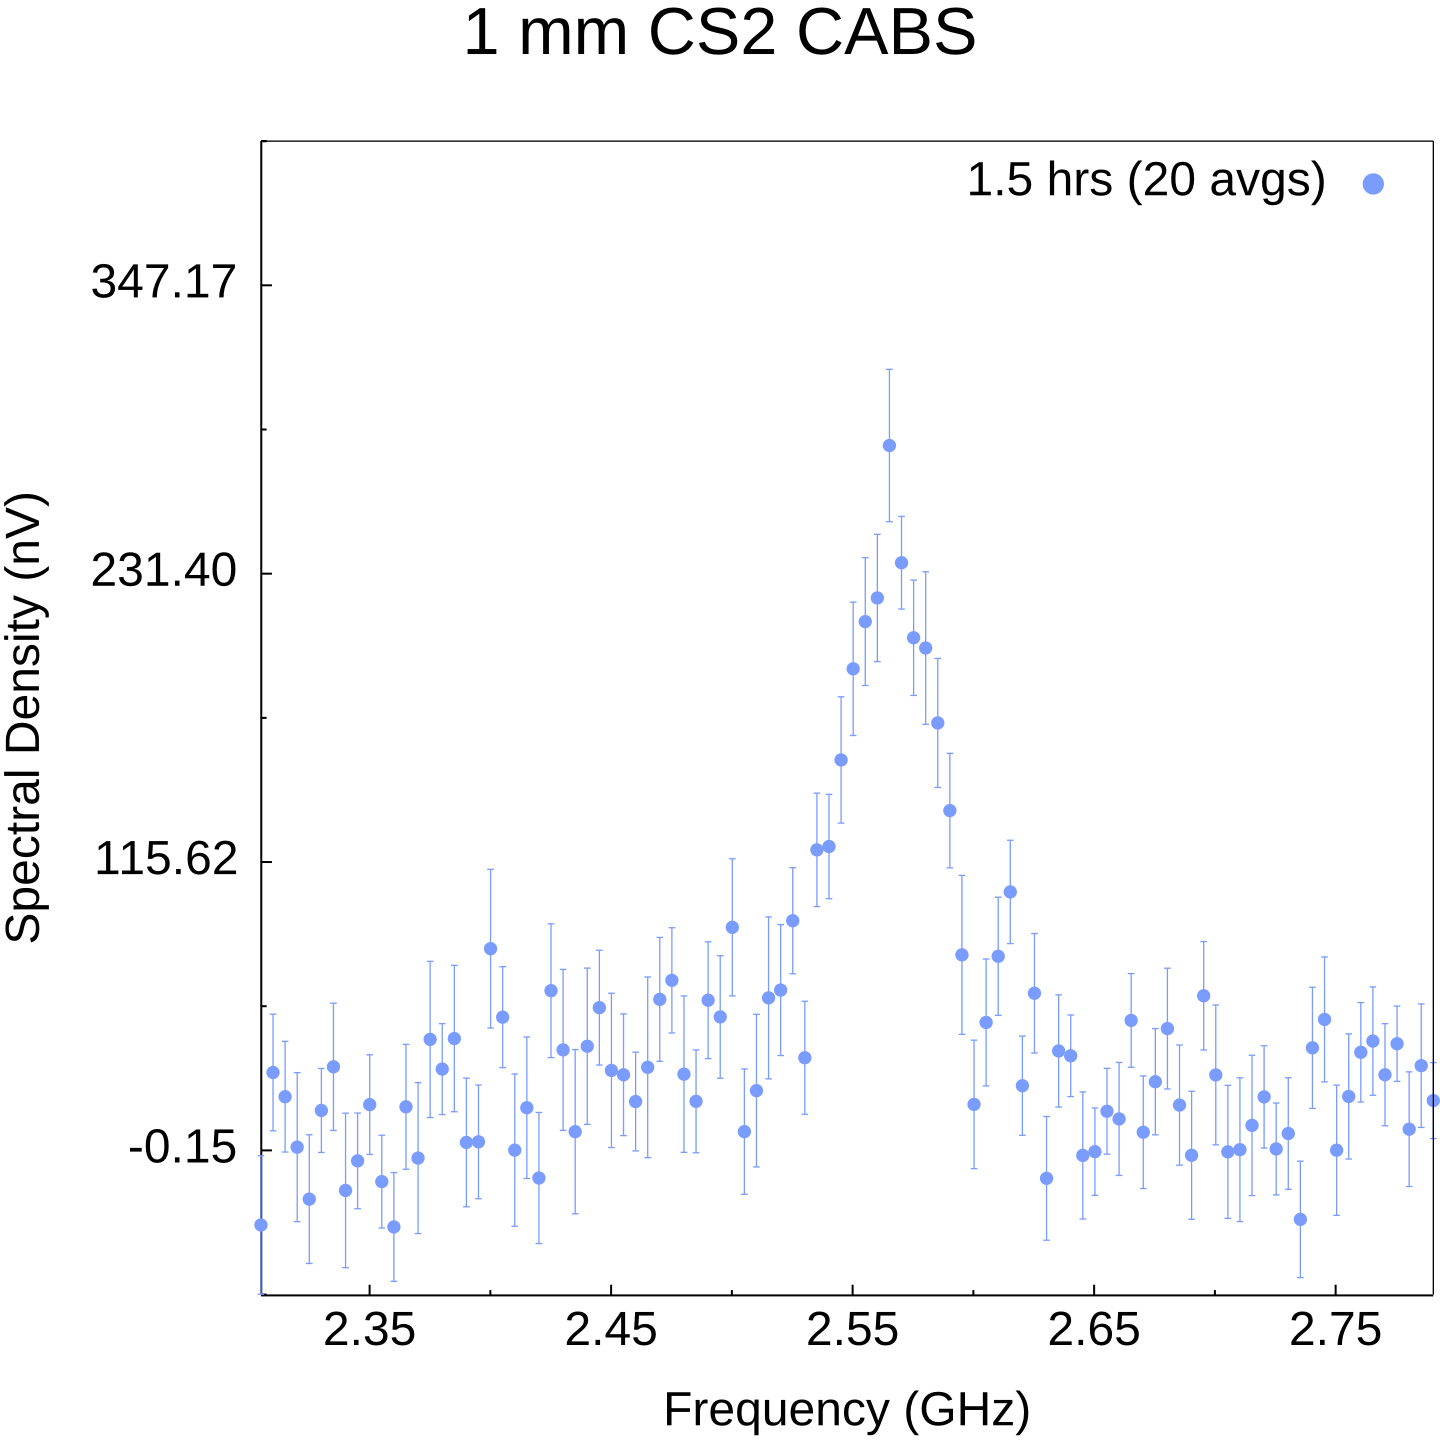 1 mm CS2 CABS
1.5 hrs (20 avgs)
347.17
231.40
115.62
-0.15
Spectral Density (nV)
2.35 2.45 2.55 2.65 2.75
Frequency (GHz)